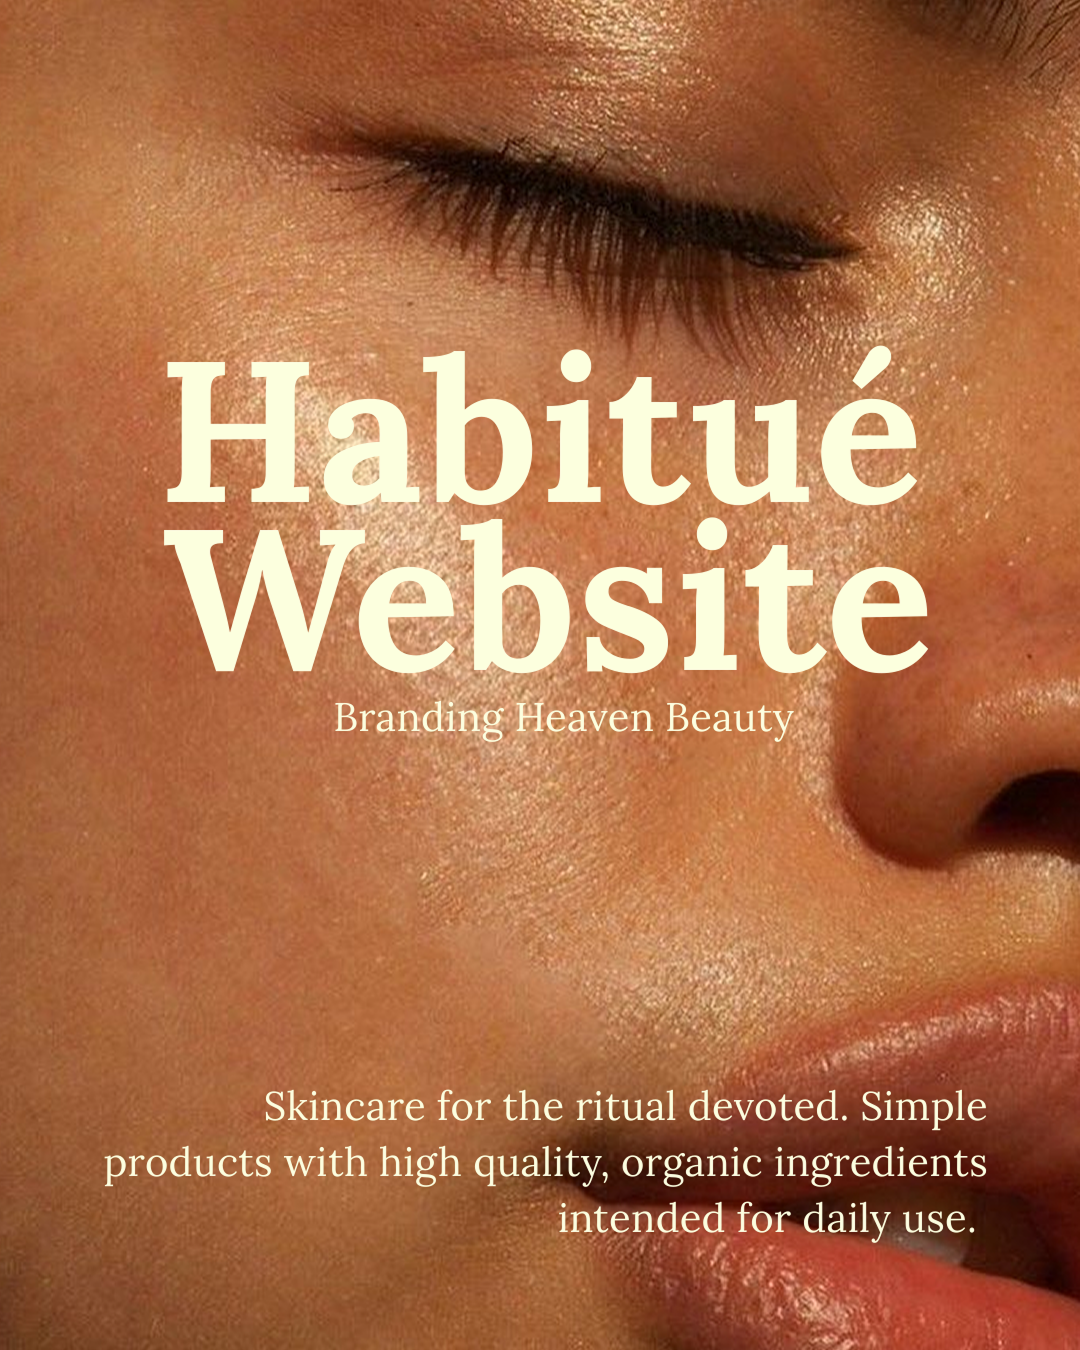 Habitué
Website
Branding Heaven Beauty
Skincare for the ritual devoted. Simple
products with high quality, organic ingredients
intended for daily use.